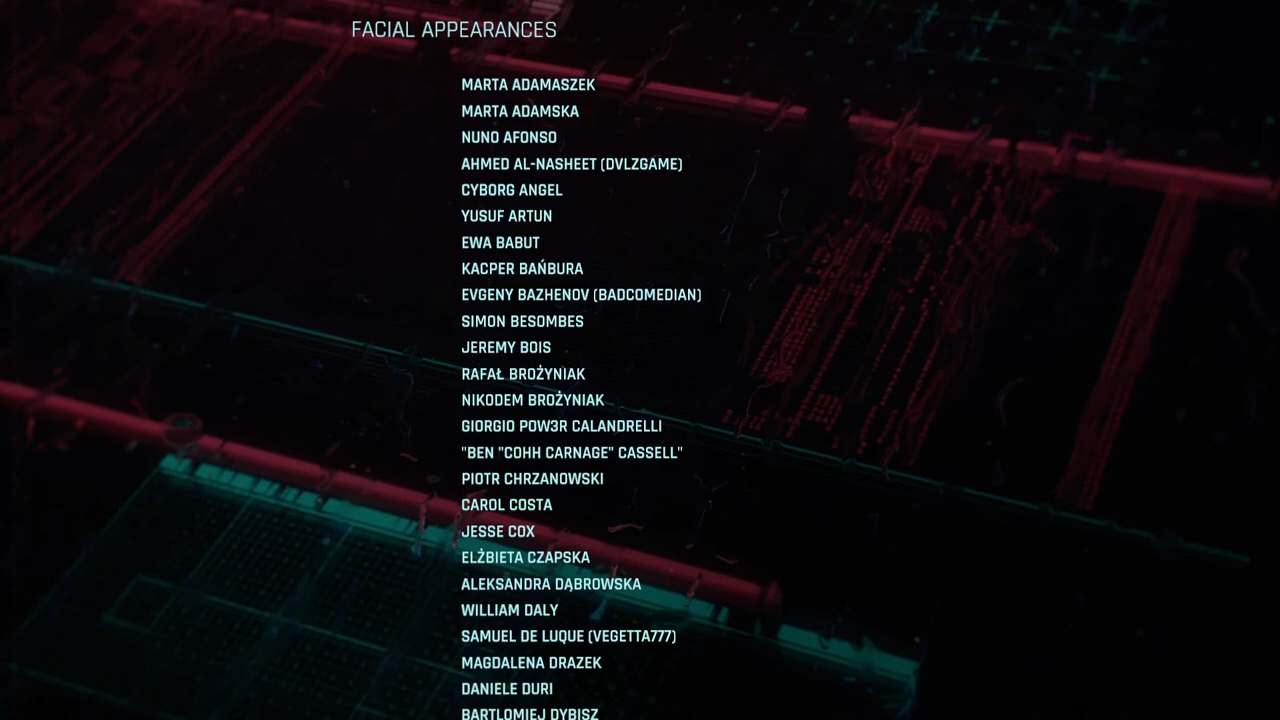 FACIAL APPEARANCES
MARTA ADAMASZEK
MARTA ADAMSKA
NUNO AFONSO
AHMED AL-NASHEET (DVLZGAME)
CYBORG ANGEL
YUSUF ARTUN
EWA BABUT
KACPER BAŃBURA
EVGENY BAZHENOV (BADCOMEDIAN)
SIMON BESOMBES
JEREMY BOIS
RAFAŁ BROŻYNIAK
NIKODEM BROŻYNIAK
GIORGIO POW3R CALANDRELLI
"BEN "COHH CARNAGE" CASSELL"
PIOTR CHRZANOWSKI
CAROL COSTA
JESSE COX
ELŻBIETA CZAPSKA
ALEKSANDRA DĄBROWSKA
WILLIAM DALY
SAMUEL DE LUQUE (VEGETTA777)
MAGDALENA DRAZEK
DANIELE DURI
BARTLOMIEJ DYBISZ